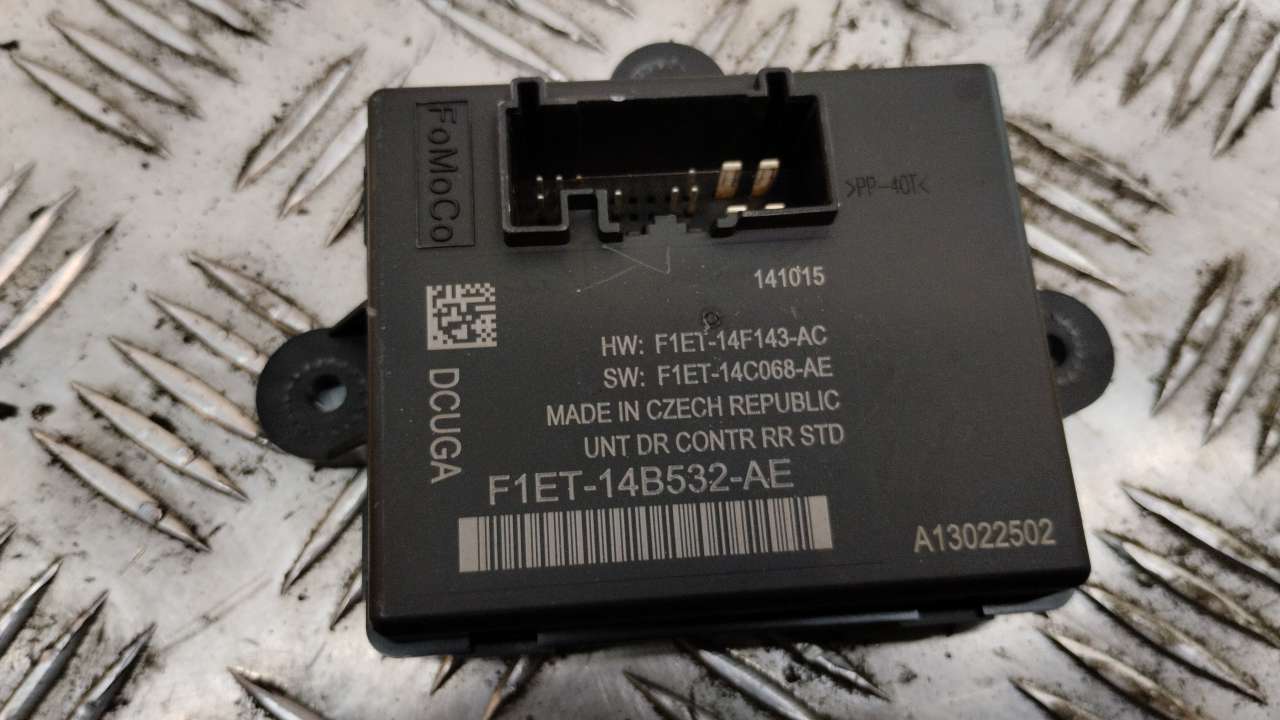 FoMoCo
>PP-40T<
141015
HW: F1ET-14F143-AC
SW: F1ET-14C068-AE
MADE IN CZECH REPUBLIC
UNT DR CONTR RR STD
DCUGA
F1ET-14B532-AE
A13022502